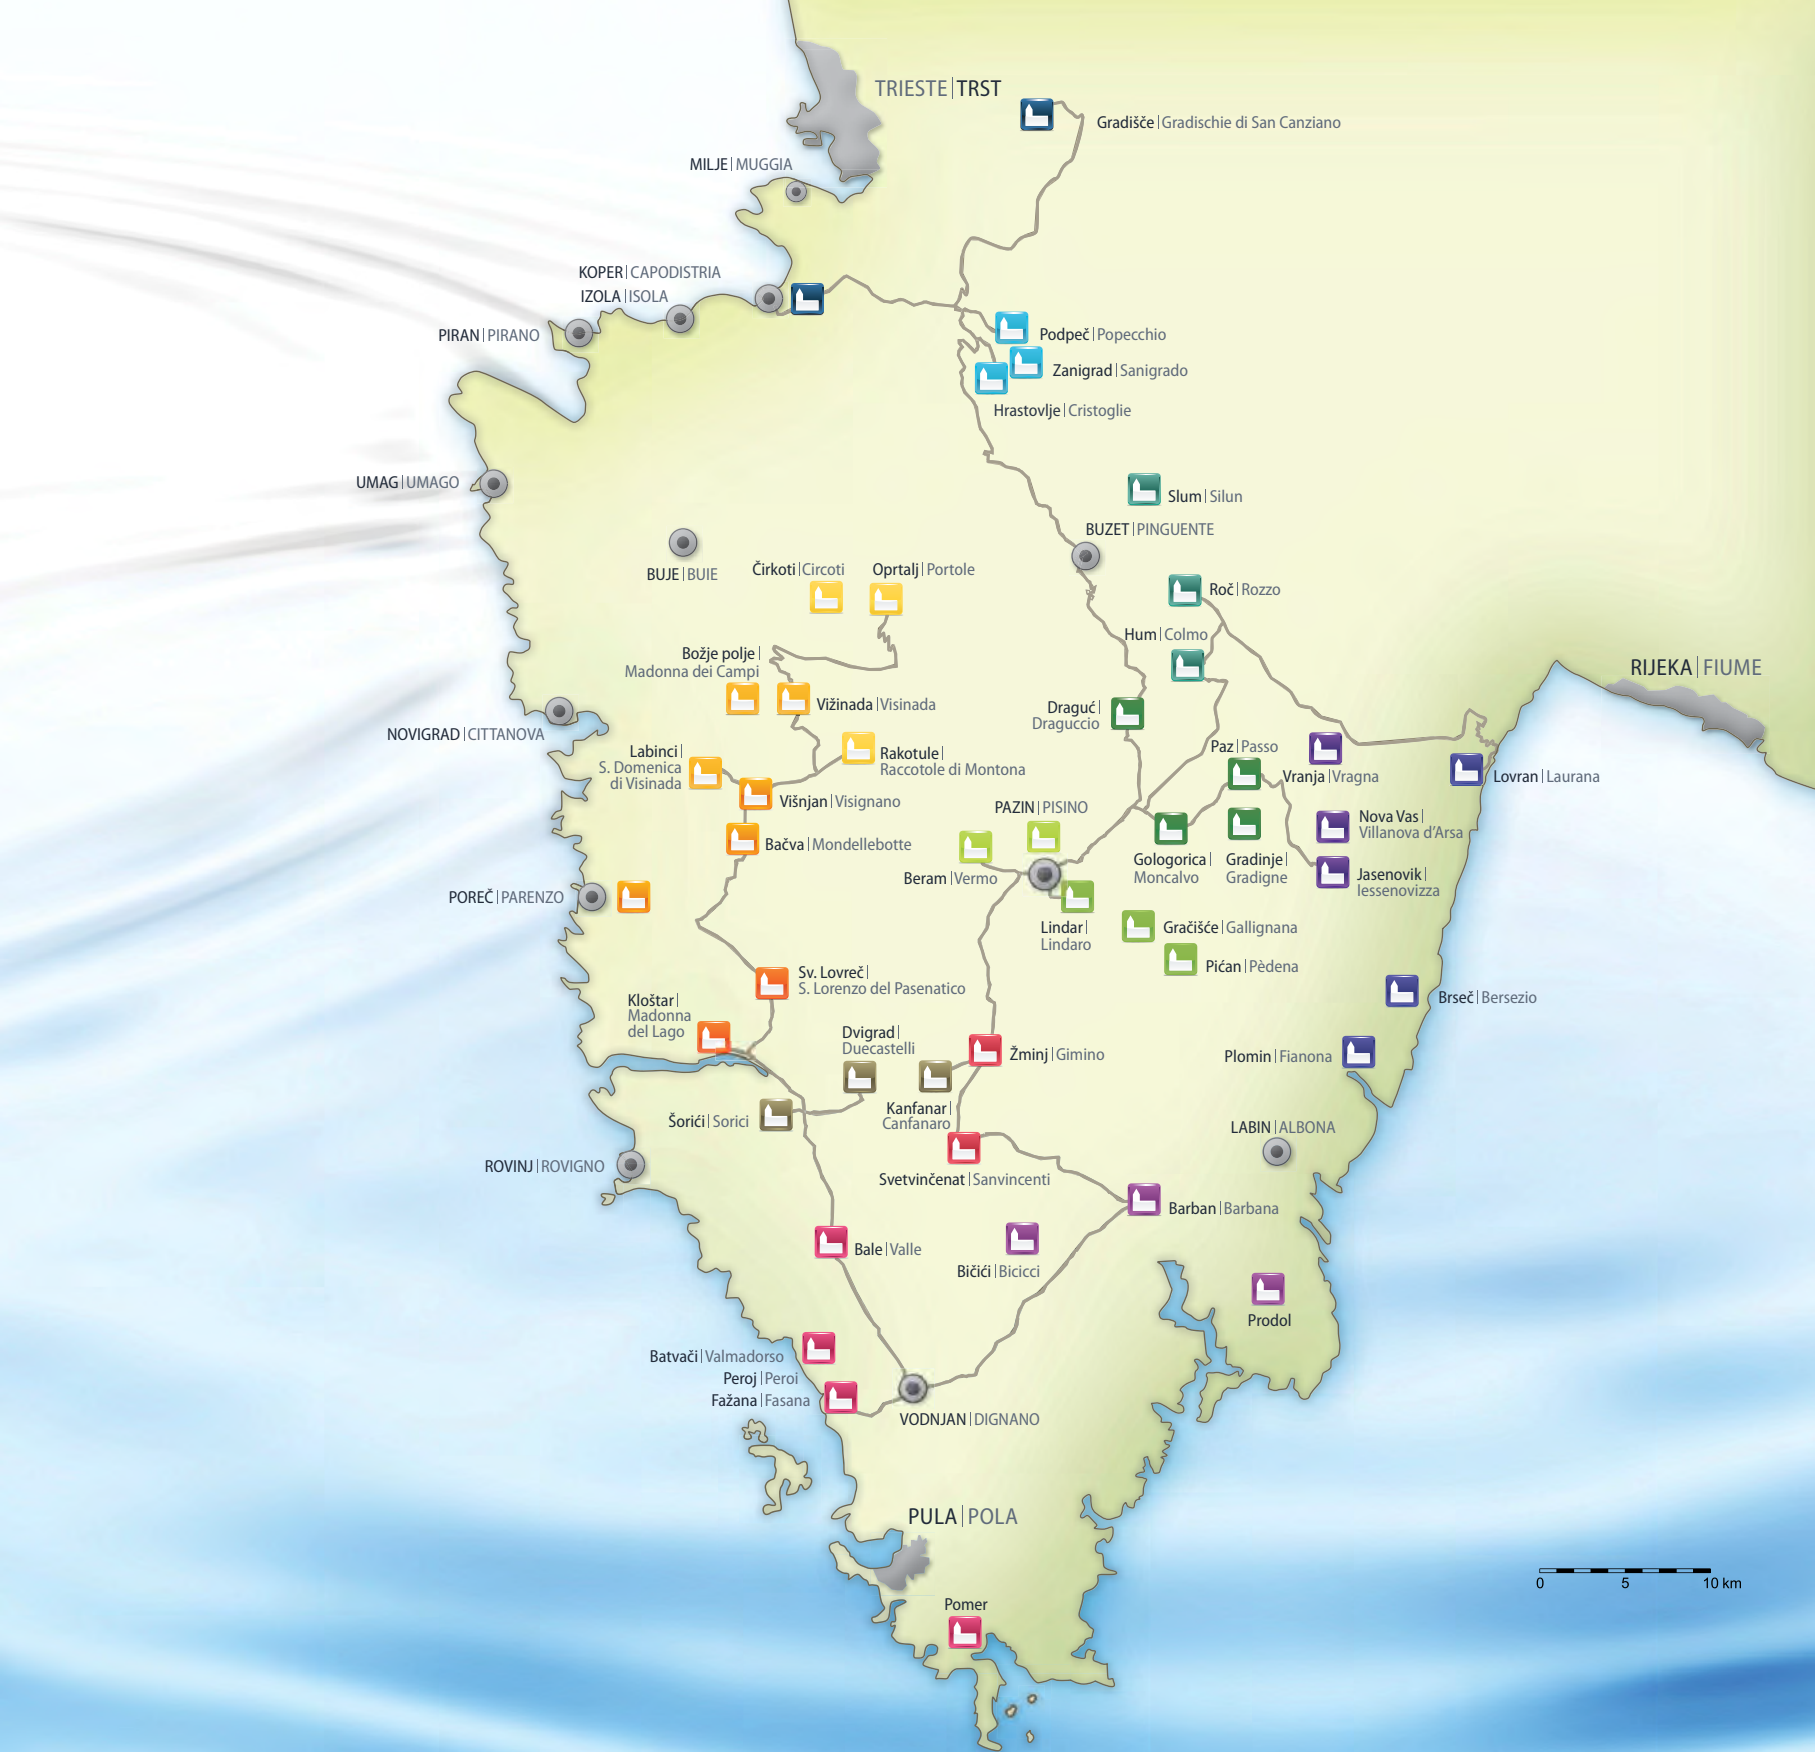 TRIESTE|TRST
Gradišče|Gradischie di San Canziano
MILJE|MUGGIA
KOPER|CAPODISTRIA
IZOLA|ISOLA
PIRAN|PIRANO
Podpeč|Popecchio
Zanigrad|Sanigrado
Hrastovlje|Cristoglie
UMAG|UMAGO
Slum|Silun
BUZET|PINGUENTE
BUJE|BUIE
Čirkoti|Circoti
Oprtalj|Portole
Roč|Rozzo
Hum|Colmo
Božje polje|
Madonna dei Campi
RIJEKA|FIUME
Vižinada|Visinada
Draguć|
Draguccio
NOVIGRAD|CITTANOVA
Labinci|
S. Domenica
di Visinada
Rakotule|
Raccotole di Montona
Paz|Passo
Vranja|Vragna
Lovran|Laurana
Višnjan|Visignano
PAZIN|PISINO
Nova Vas|
Villanova d'Arsa
Bačva|Mondellebotte
Gologorica|
Moncalvo
Gradinje|
Gradigne
Beram|Vermo
Jasenovik|
Iessenovizza
POREČ|PARENZO
Lindar|
Lindaro
Gračišće|Gallignana
Pićan|Pèdena
Sv. Lovreč|
S. Lorenzo del Pasenatico
Kloštar|
Madonna
del Lago
Brseč|Bersezio
Dvigrad|
Duecastelli
Žminj|Gimino
Plomin|Fianona
Kanfanar|
Canfanaro
Šorići|Sorici
LABIN|ALBONA
ROVINJ|ROVIGNO
Svetvinčenat|Sanvincenti
Barban|Barbana
Bale|Valle
Bičići|Bicicci
Prodol
Batvači|Valmadorso
Peroj|Peroi
Fažana|Fasana
VODNJAN|DIGNANO
PULA|POLA
0 5 10 km
Pomer